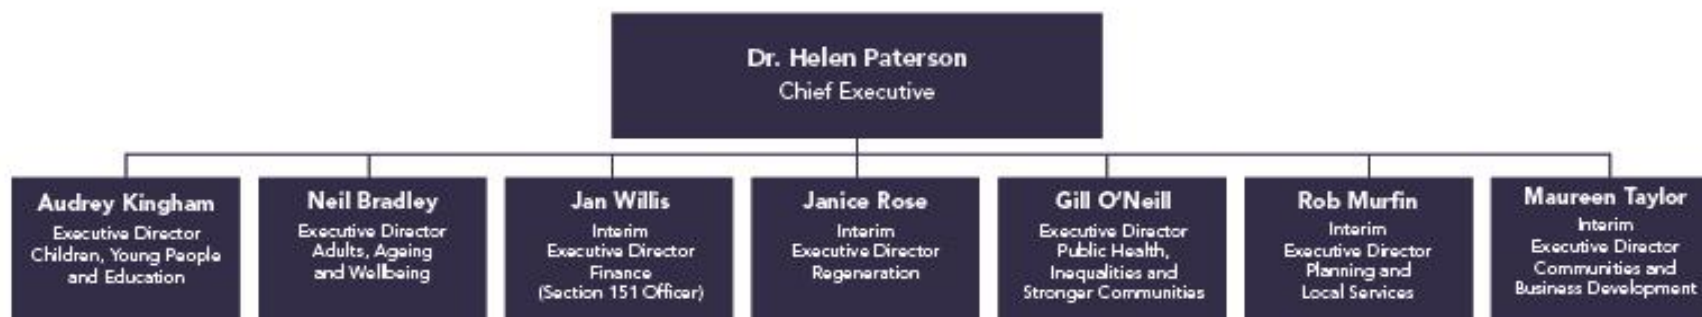 Dr. Helen Paterson
Chief Executive
Audrey Kingham
Executive Director
Children, Young People
and Education
Neil Bradley
Executive Director
Adults, Ageing
and Wellbeing
Jan Willis
Interim
Executive Director
Finance
(Section 151 Officer)
Janice Rose
Interim
Executive Director
Regeneration
Gill O'Neill
Executive Director
Public Health,
Inequalities and
Stronger Communities
Rob Murfin
Interim
Executive Director
Planning and
Local Services
Maureen Taylor
Interim
Executive Director
Communities and
Business Development